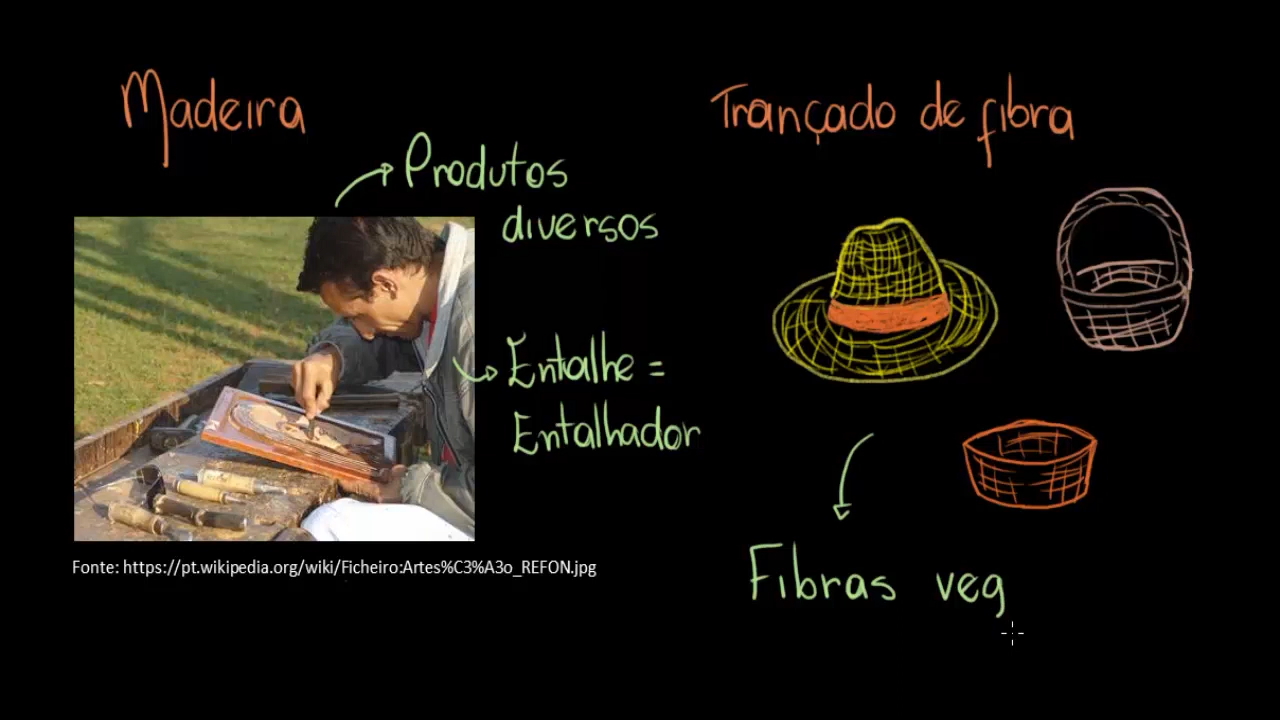 Madeira
Produtos
diversos
Entalhe =
Entalhador
Fonte: https://pt.wikipedia.org/wiki/Ficheiro:Artes%C3%A3o_REFON.jpg
Trançado de fibra
Fibras veg